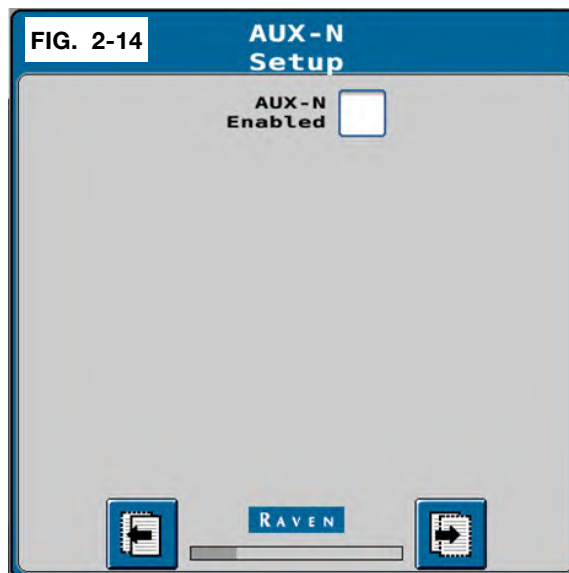 FIG. 2-14
AUX-N
Setup
AUX-N
Enabled
RAVEN